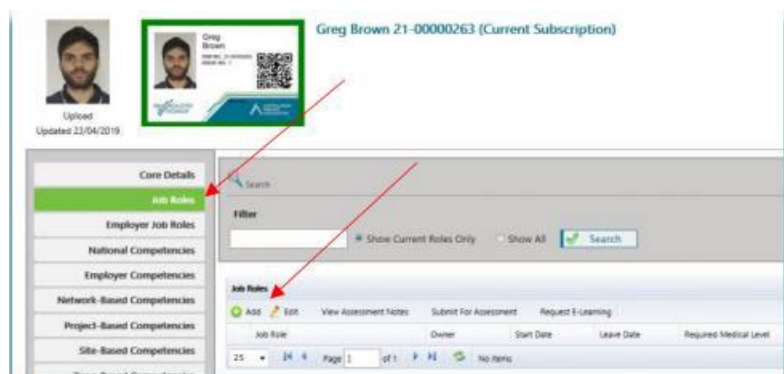 Greg Brown 21-00000263 (Current Subscription)
Greg
Brown
Upload
Updated 23/04/2019
Core Details
Job Roles
Employer Job Roles
National Competencies
Employer Competencies
Network-Based Competencies
Project-Based Competencies
Site-Based Competencies
Search
Filter
Show Current Roles Only Show All Search
Job Roles
Add Edit View Assessment Notes Submit For Assessment Request E-Learning
Job Role Owner Start Date Leave Date Required Medical Level
25 Page 1 of 1 No items